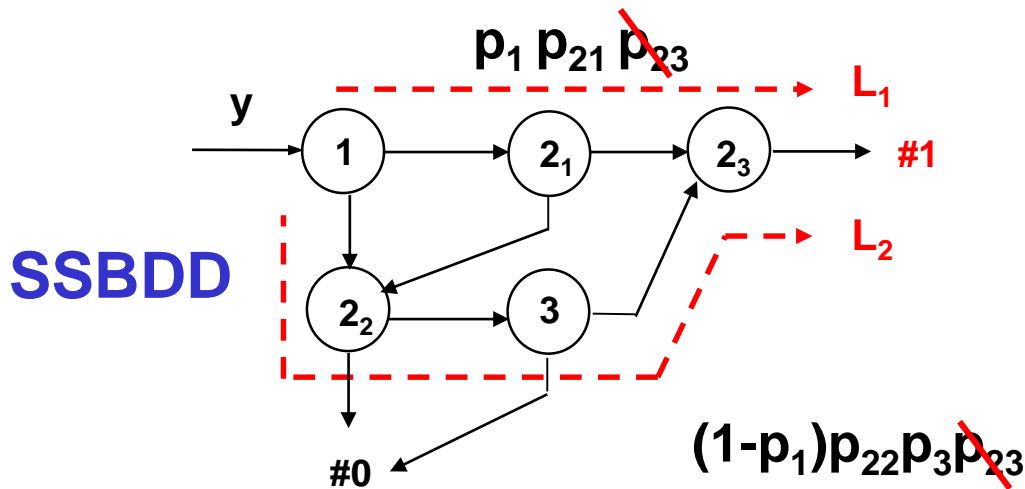 p₁ p₂₁ p₂₃
L₁
y
1
2₁
2₃
#1
L₂
SSBDD
2₂
3
(1-p₁)p₂₂p₃p₂₃
#0